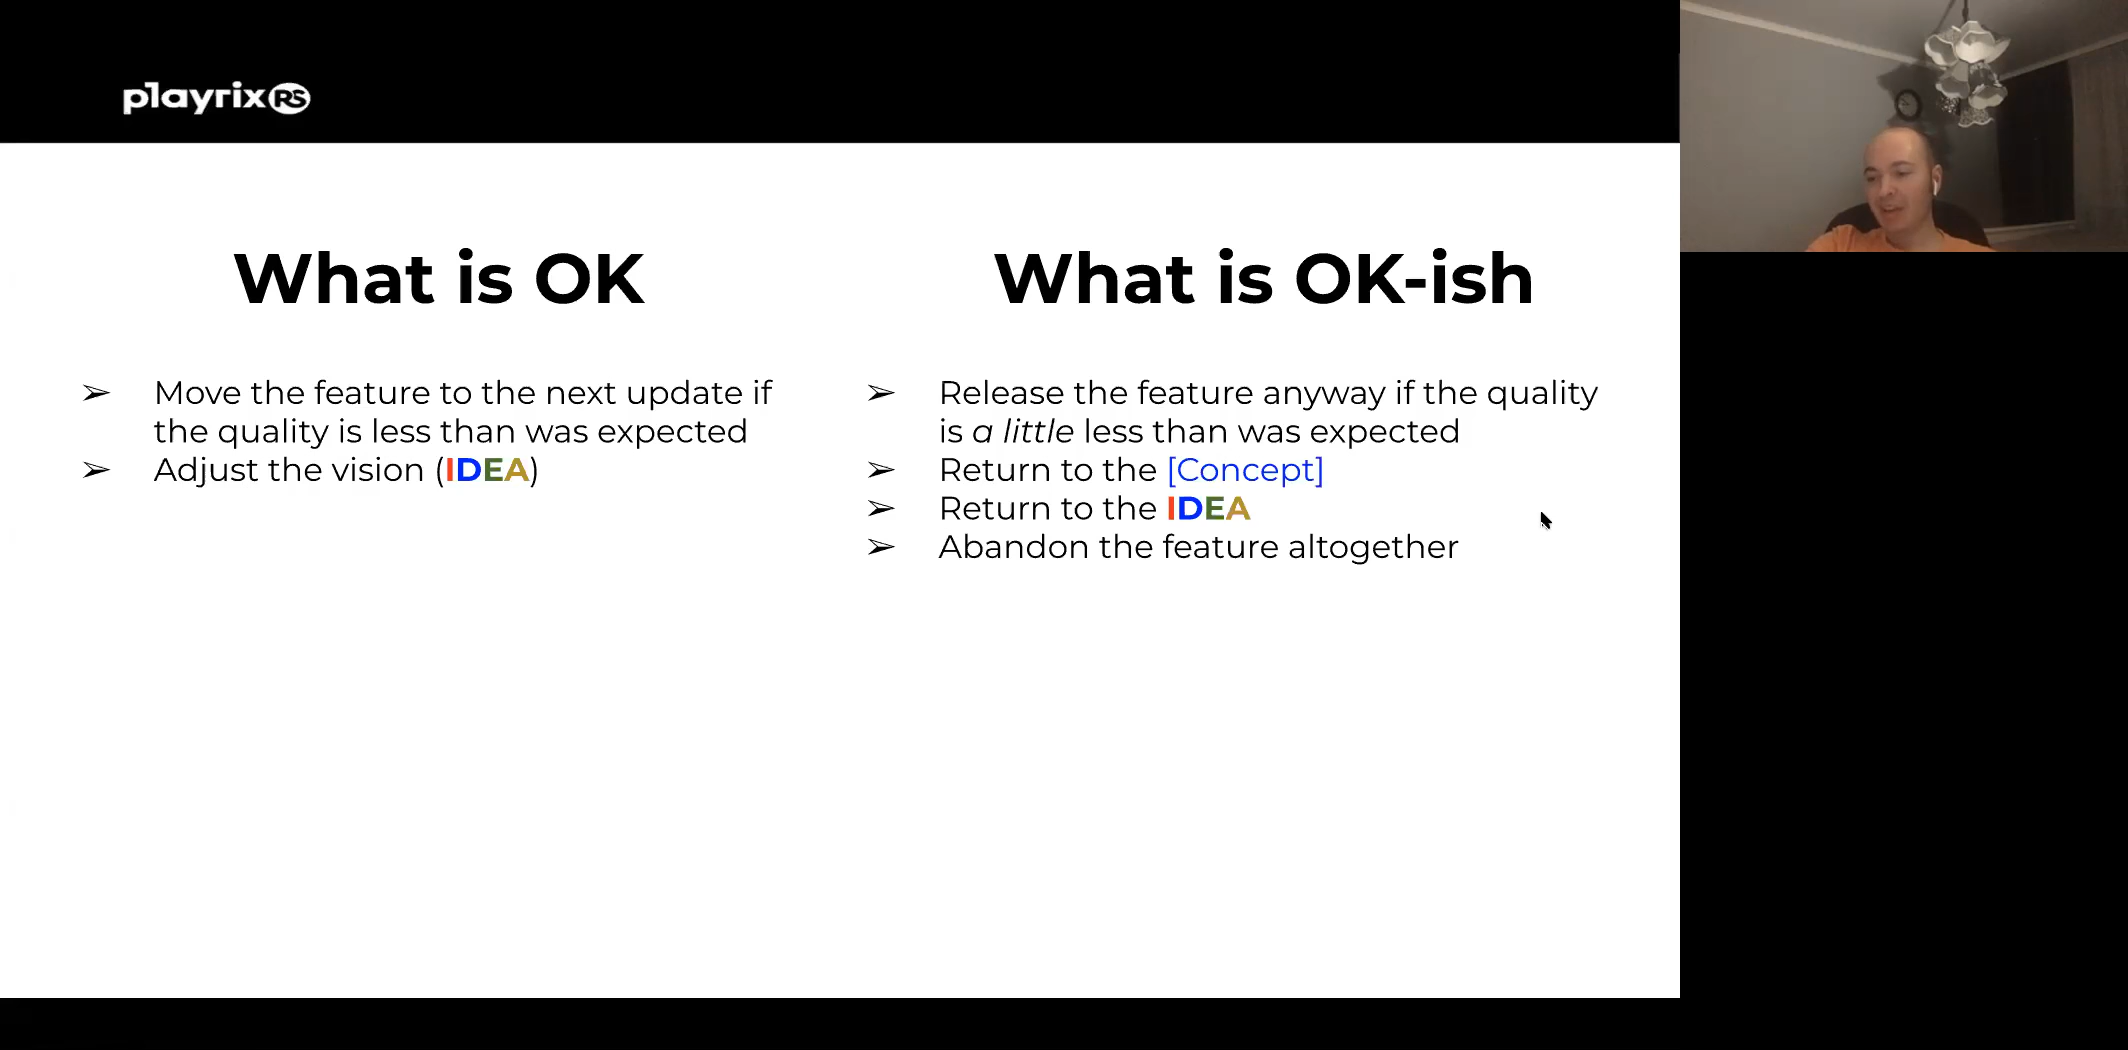 playrix RS
What is OK
Move the feature to the next update if
the quality is less than was expected
Adjust the vision (IDEA)
What is OK-ish
Release the feature anyway if the quality
is a little less than was expected
Return to the [Concept]
Return to the IDEA
Abandon the feature altogether